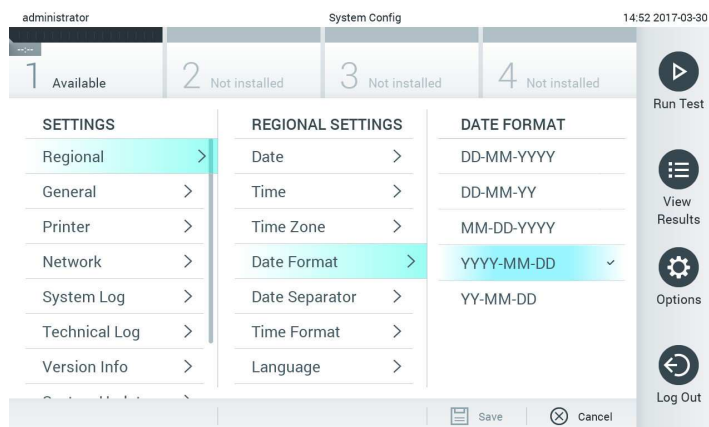 administrator
System Config
14:52 2017-03-30
--:--
1 Available
2 Not installed
3 Not installed
4 Not installed
Run Test
SETTINGS
Regional
General
Printer
Network
System Log
Technical Log
Version Info
REGIONAL SETTINGS
Date
Time
Time Zone
Date Format
Date Separator
Time Format
Language
DATE FORMAT
DD-MM-YYYY
DD-MM-YY
MM-DD-YYYY
YYYY-MM-DD
YY-MM-DD
View
Results
Options
Log Out
Save
Cancel